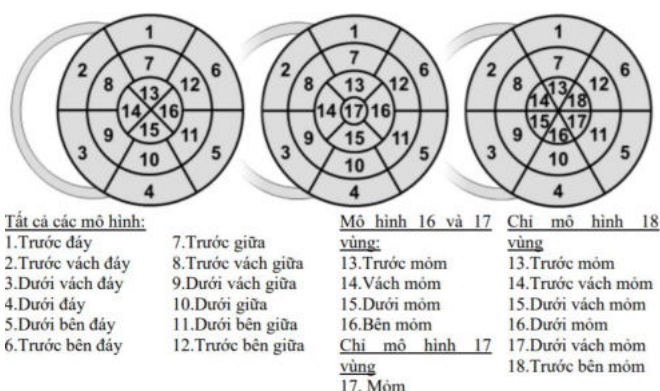 1
2
6
7
8
12
13
14
16
15
9
11
10
3
5
4
1
2
6
7
8
12
13
14
17
16
15
9
11
10
3
5
4
1
2
6
7
8
12
13
14
18
15
17
16
9
11
10
3
5
4
Tất cả các mô hình:
1.Trước đáy
2.Trước vách đáy
3.Dưới vách đáy
4.Dưới đáy
5.Dưới bên đáy
6.Trước bên đáy
7.Trước giữa
8.Trước vách giữa
9.Dưới vách giữa
10.Dưới giữa
11.Dưới bên giữa
12.Trước bên giữa
Mô hình 16 và 17
vùng:
13.Trước mỏm
14.Vách mỏm
15.Dưới mỏm
16.Bên mỏm
Chỉ mô hình 17
vùng
17. Mỏm
Chỉ mô hình 18
vùng
13.Trước mỏm
14.Trước vách mỏm
15.Dưới vách mỏm
16.Dưới mỏm
17.Dưới vách mỏm
18.Trước bên mỏm